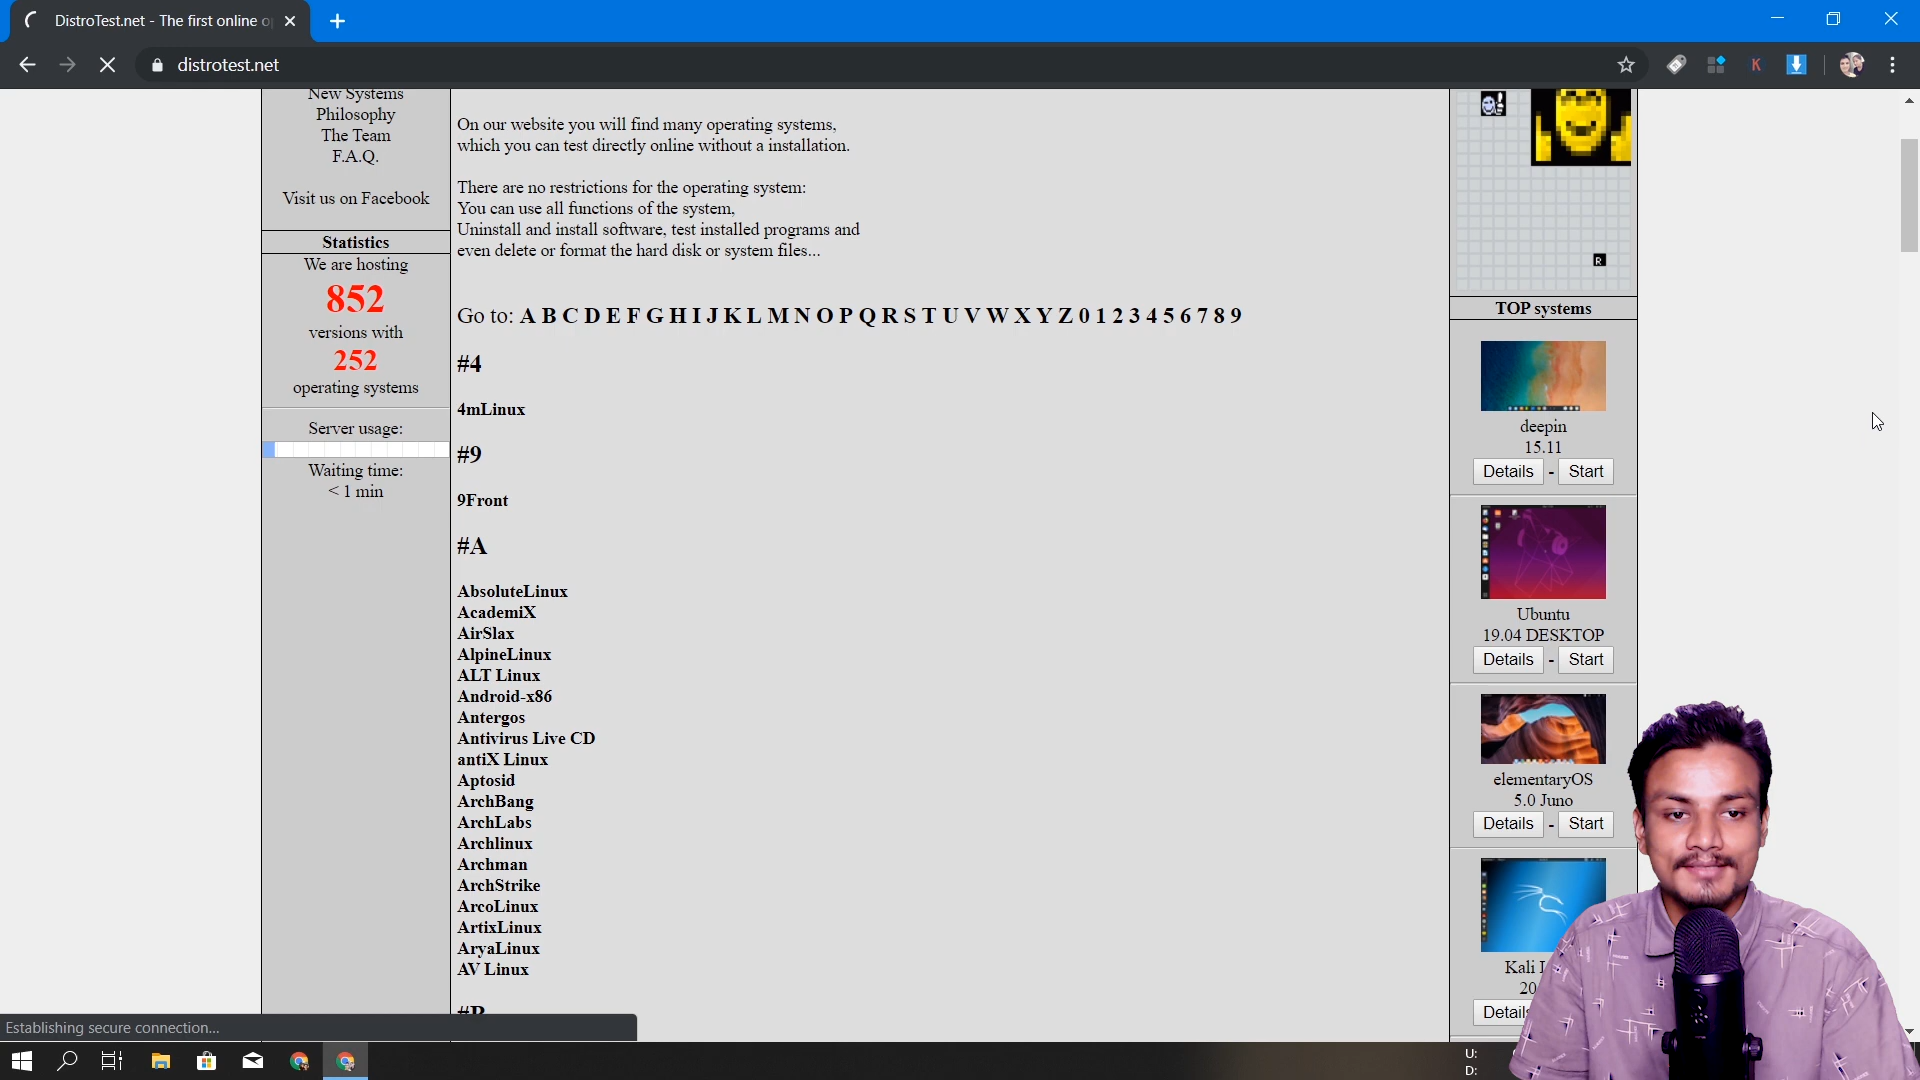 DistroTest.net - The first online o
distrotest.net
K
New Systems
Philosophy
The Team
F.A.Q.
Visit us on Facebook
Statistics
We are hosting
852
versions with
252
operating systems
Server usage:
Waiting time:
< 1 min
On our website you will find many operating systems,
which you can test directly online without a installation.
There are no restrictions for the operating system:
You can use all functions of the system,
Uninstall and install software, test installed programs and
even delete or format the hard disk or system files...
Go to: A B C D E F G H I J K L M N O P Q R S T U V W X Y Z 0 1 2 3 4 5 6 7 8 9
#4
4mLinux
#9
9Front
#A
AbsoluteLinux
AcademiX
AirSlax
AlpineLinux
ALT Linux
Android-x86
Antergos
Antivirus Live CD
antiX Linux
Aptosid
ArchBang
ArchLabs
Archlinux
Archman
ArchStrike
ArcoLinux
ArtixLinux
AryaLinux
AV Linux
R
TOP systems
deepin
15.11
Details - Start
Ubuntu
19.04 DESKTOP
Details - Start
elementaryOS
5.0 Juno
Details - Start
Kali
20
Details
Establishing secure connection...
U:
D: